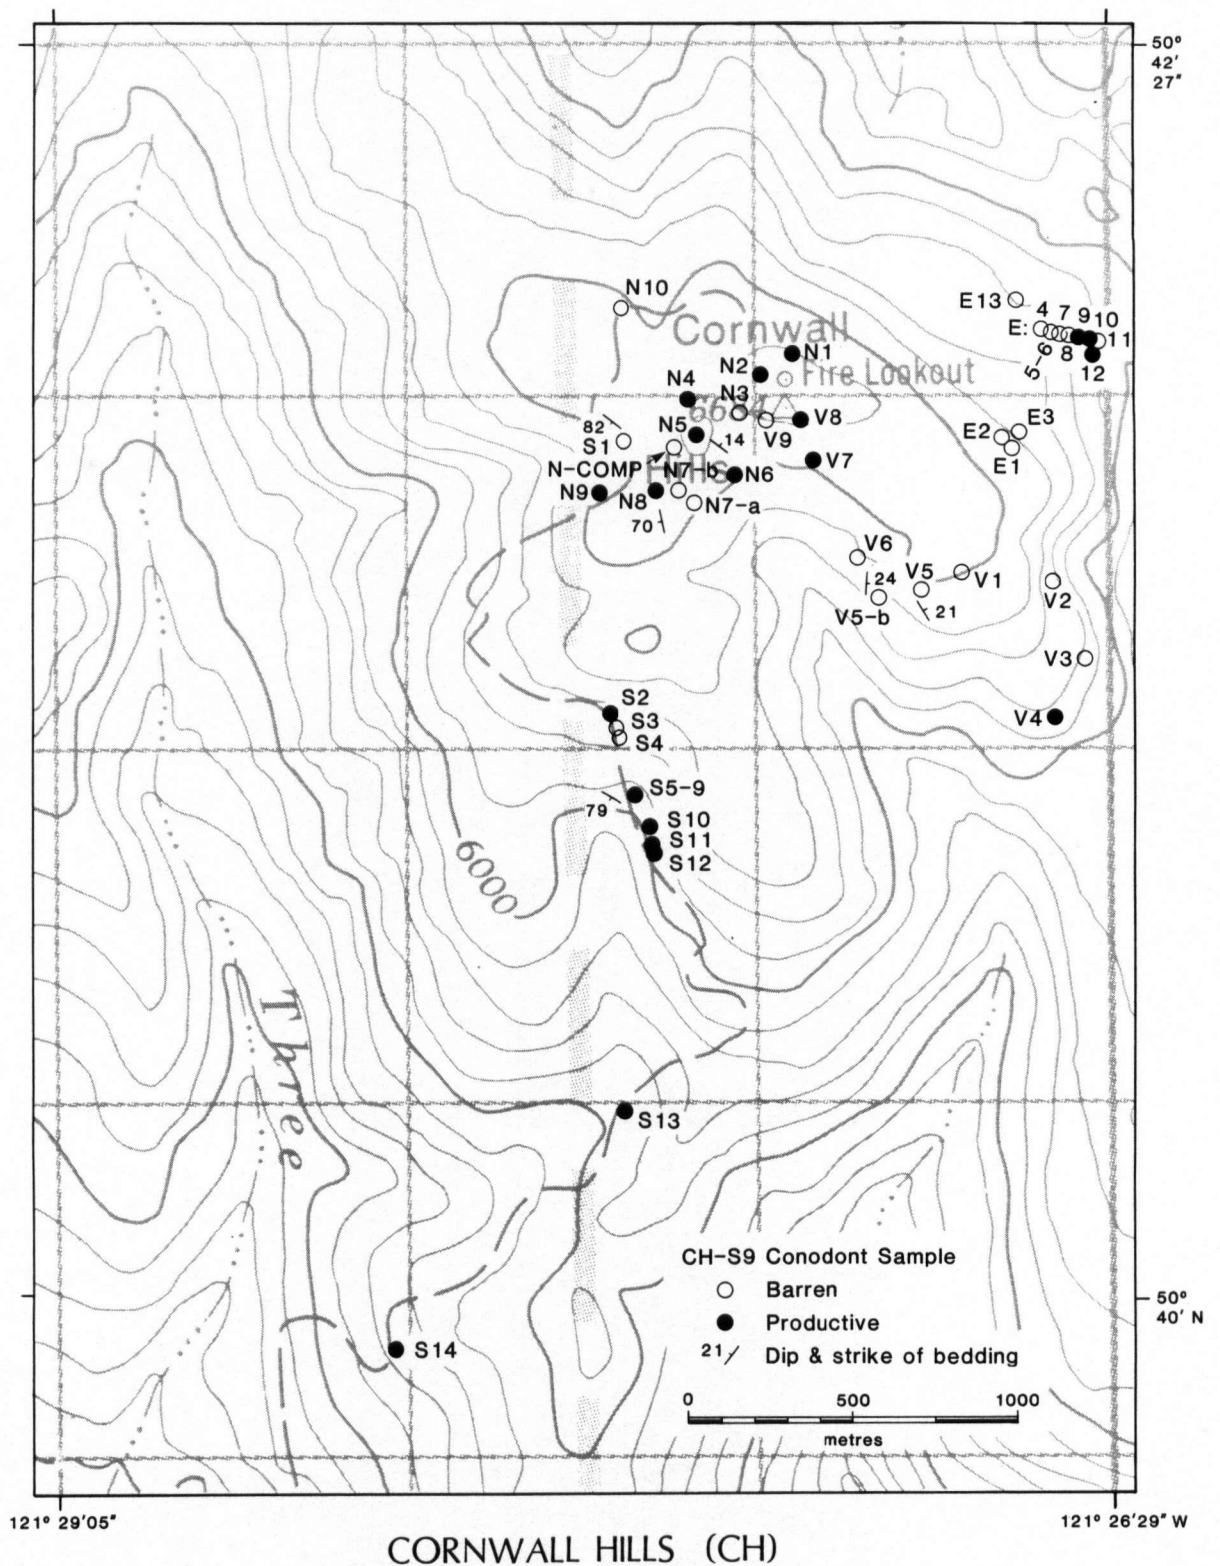 50°
42'
27"
N10
E13
Cornwall
E: 4 7 9 10
5-6 8 11
12
N1
N2
Fire Lookout
N4
N3
6684
V8
V9
N5
82
S1
14
E3
E2
E1
N-COMP
Hills
N7-b
N6
V7
N9
N8
N7-a
70
V6
24
V5
V1
V5-b
21
V2
V3
S2
S3
S4
V4
S5-9
79
S10
S11
S12
6000
Three
S13
CH-S9 Conodont Sample
Barren
Productive
21 Dip & strike of bedding
0 500 1000
metres
S14
50°
40' N
121° 29'05"
121° 26'29" W
CORNWALL HILLS (CH)